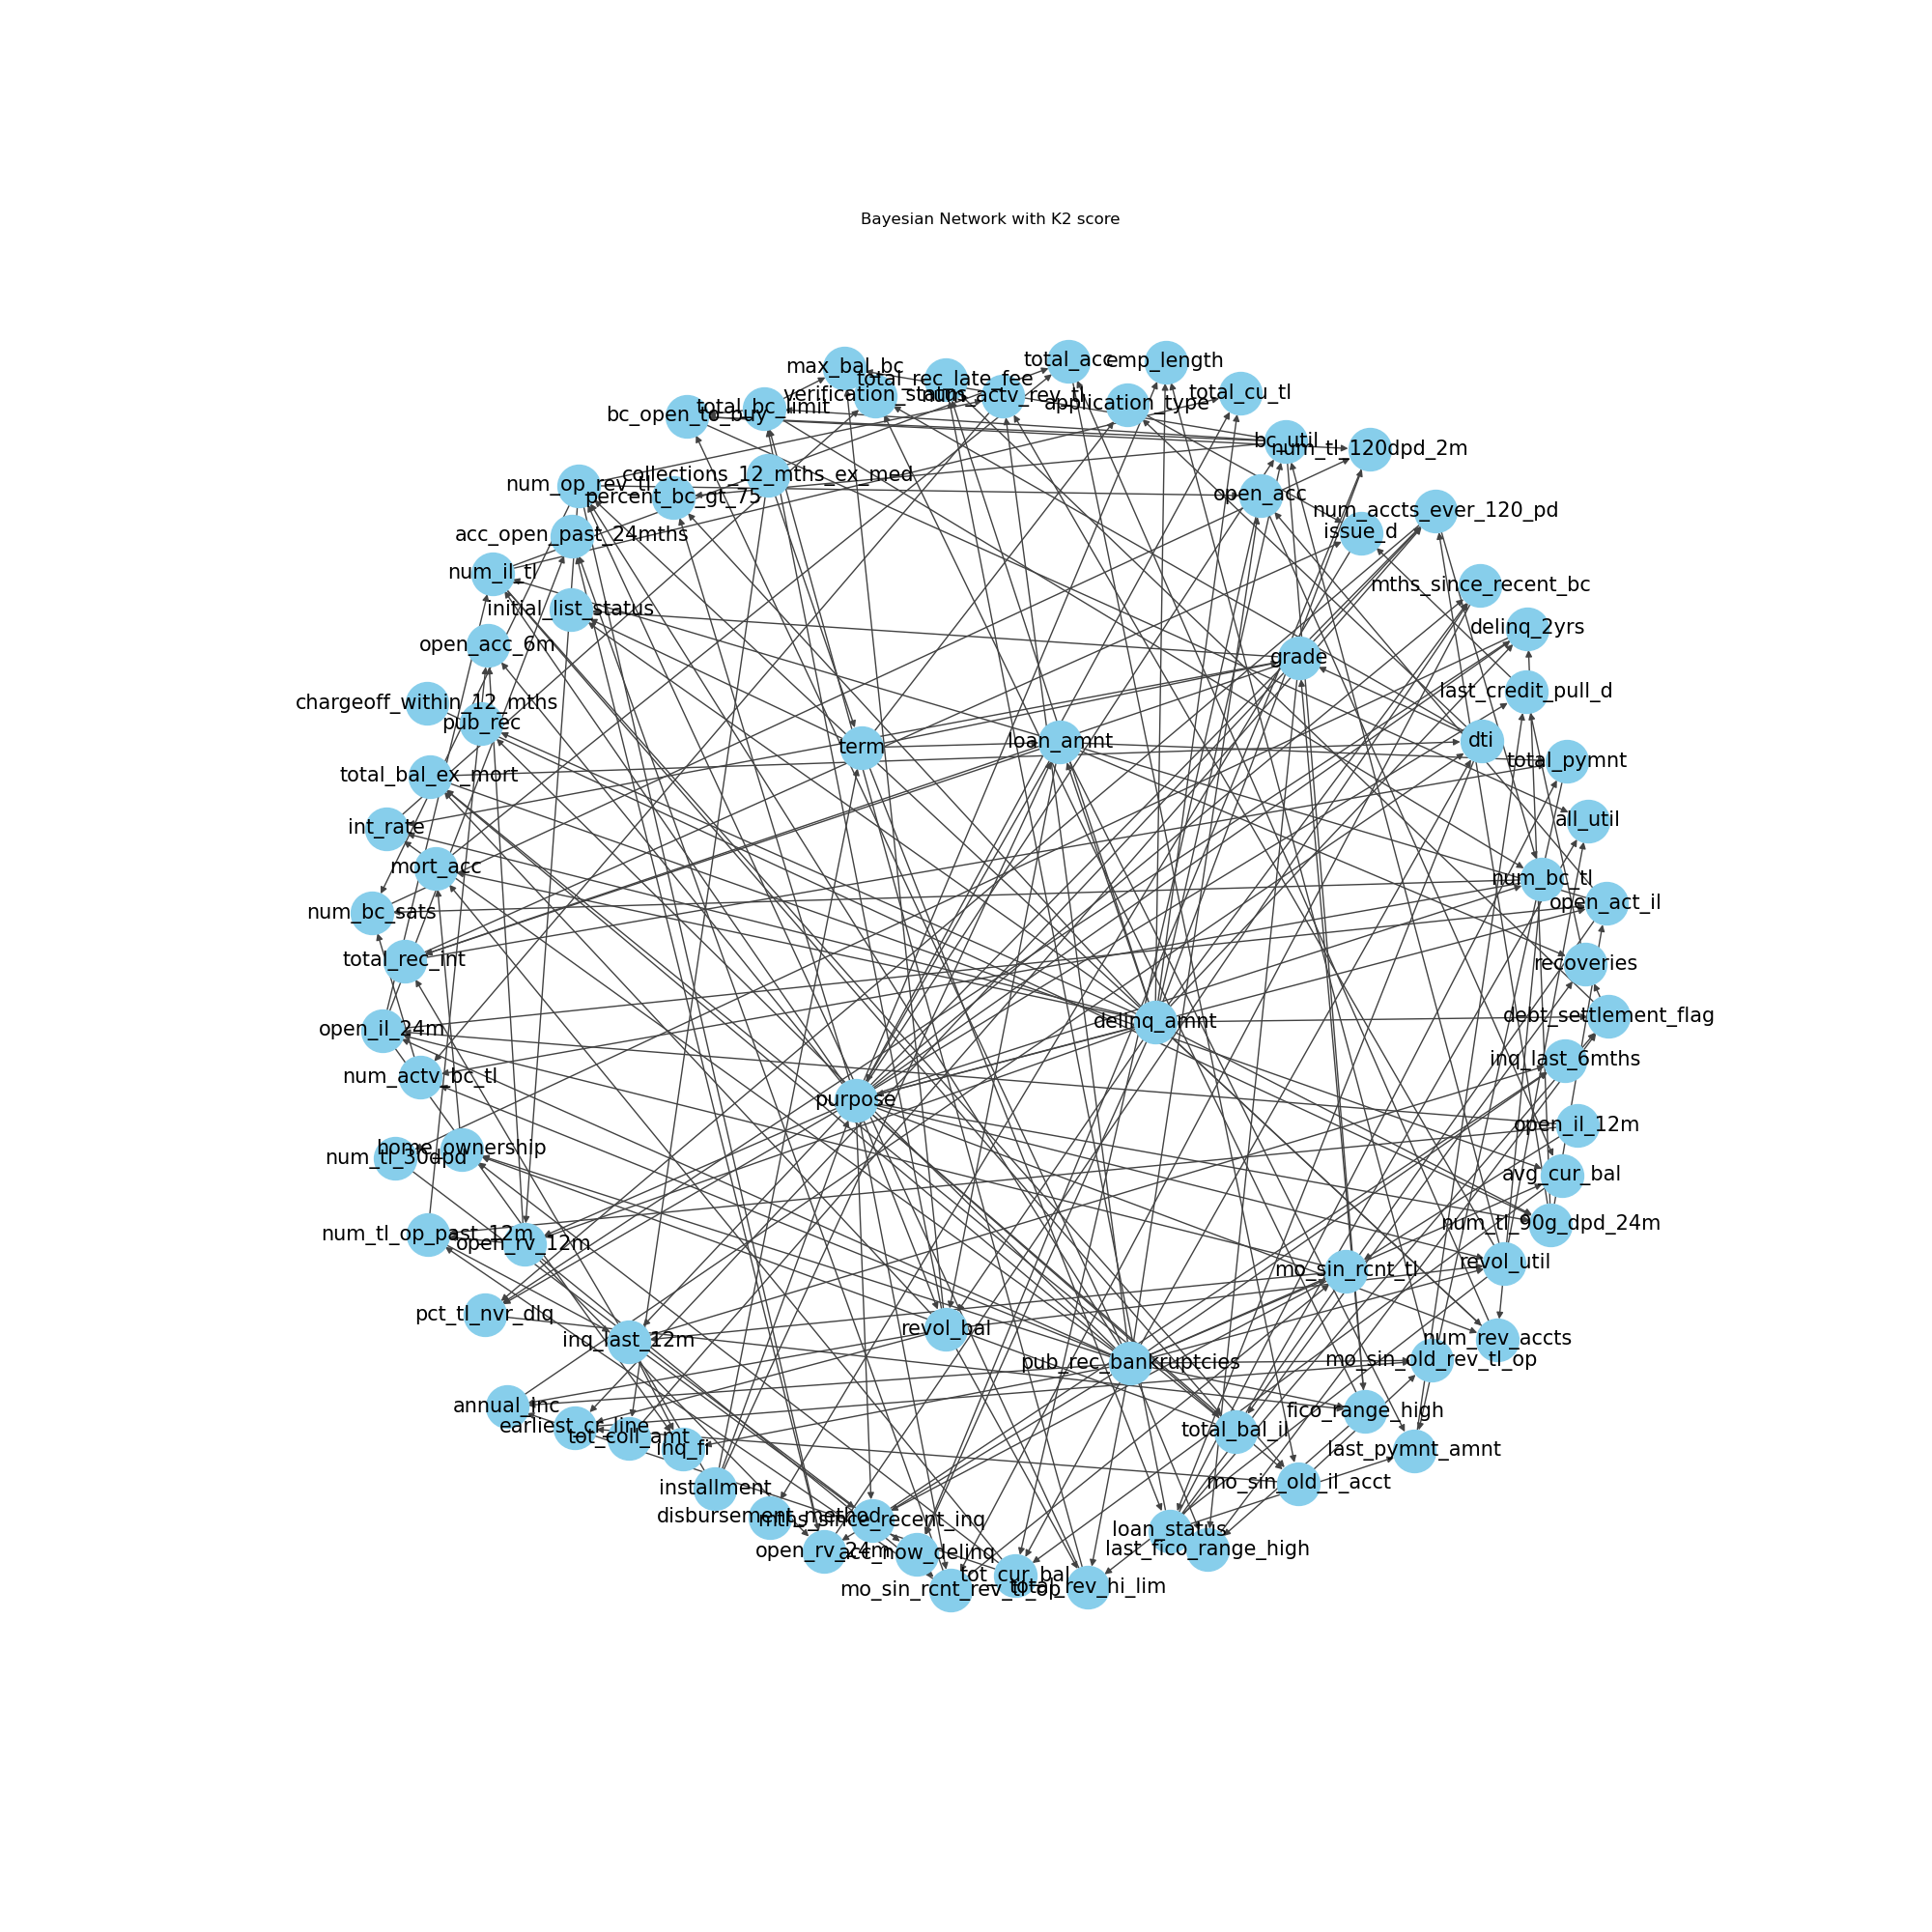 Bayesian Network with K2 score
max_bal_bc
total_acc
emp_length
total_rec_late_fee
verification_status
num_actv_rev_tl
application_type
total_cu_tl
bc_open_to_buy
total_bc_limit
bc_util
num_tl_120dpd_2m
collections_12_mths_ex_med
num_op_rev_tl
percent_bc_gt_75
open_acc
num_accts_ever_120_pd
acc_open_past_24mths
issue_d
num_il_tl
mths_since_recent_bc
initial_list_status
delinq_2yrs
open_acc_6m
grade
last_credit_pull_d
chargeoff_within_12_mths
pub_rec
term
loan_amnt
dti
total_pymnt
total_bal_ex_mort
int_rate
all_util
mort_acc
num_bc_tl
open_act_il
num_bc_sats
total_rec_int
recoveries
open_il_24m
delinq_amnt
debt_settlement_flag
inq_last_6mths
num_actv_bc_tl
purpose
open_il_12m
home_ownership
num_tl_30dpd
avg_cur_bal
num_tl_90g_dpd_24m
num_tl_op_past_12m
open_rv_12m
mo_sin_rcnt_tl
revol_util
pct_tl_nvr_dlq
revol_bal
inq_last_12m
num_rev_accts
pub_rec_bankruptcies
mo_sin_old_rev_tl_op
annual_inc
fico_range_high
earliest_cr_line
total_bal_il
tot_coll_amt
inq_fi
last_pymnt_amnt
installment
mo_sin_old_il_acct
disbursement_method
mths_since_recent_inq
loan_status
open_rv_24m
acc_now_delinq
last_fico_range_high
tot_cur_bal
mo_sin_rcnt_rev_tl_op
total_rev_hi_lim